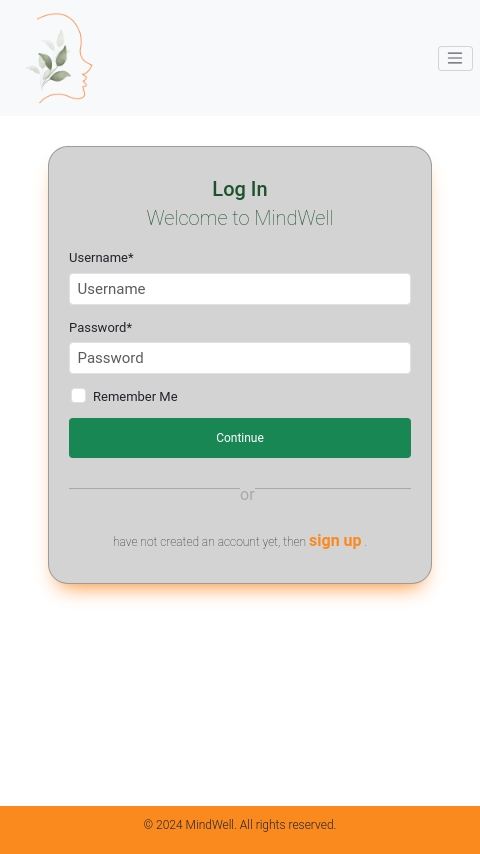 Log In
Welcome to MindWell
Username*
Username
Password*
Password
Remember Me
Continue
or
have not created an account yet, then sign up .
© 2024 MindWell. All rights reserved.